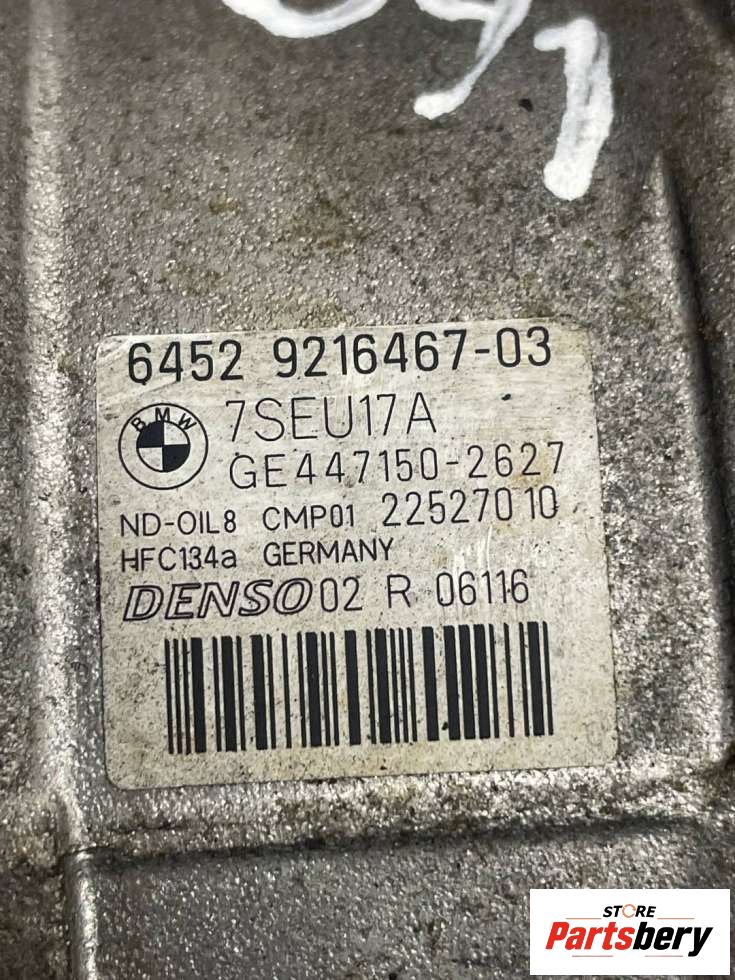 6452 9216467-03
BMW
7SEU17A
GE447150-2627
ND-OIL8 CMP01 22527010
HFC134a GERMANY
DENSO 02 R 06116
STORE
Partsbery